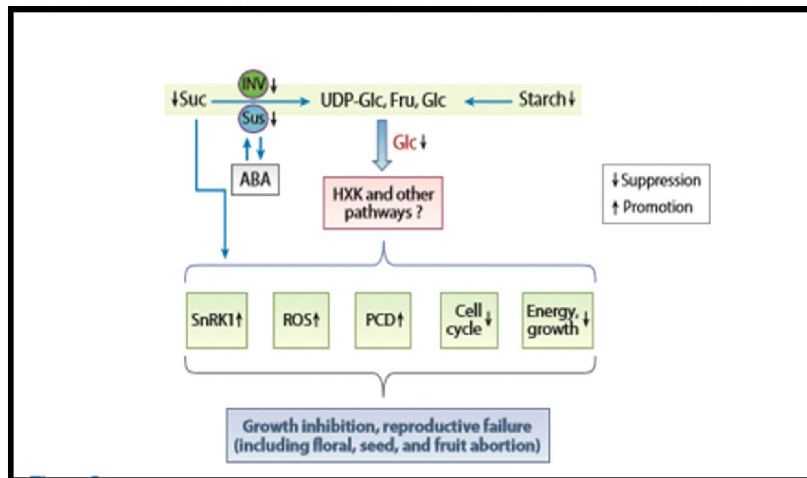 INV↓
↓Suc
UDP-Glc, Fru, Glc
Starch↓
Sus↓
Glc↓
ABA
HXK and other
pathways ?
↓Suppression
↑Promotion
SnRK1↑
ROS↑
PCD↑
Cell
cycle↓
Energy,
growth↓
Growth inhibition, reproductive failure
(including floral, seed, and fruit abortion)